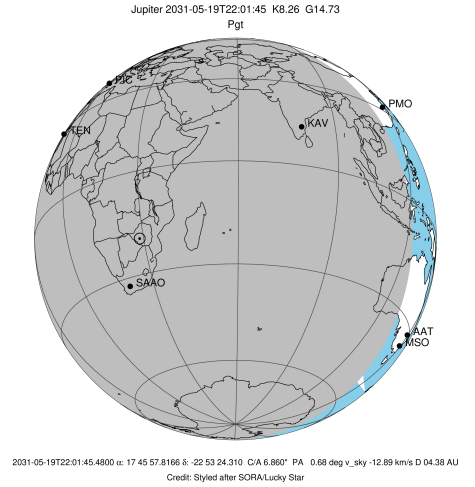 Jupiter 2031-05-19T22:01:45 K8.26 G14.73
Pgt
PIC
PMO
KAV
TEN
SAAO
AAT
MSO
2031-05-19T22:01:45.4800 α: 17 45 57.8166 δ: -22 53 24.310 C/A 6.860" PA 0.68 deg v_sky -12.89 km/s D 04.38 AU
Credit: Styled after SORA/Lucky Star